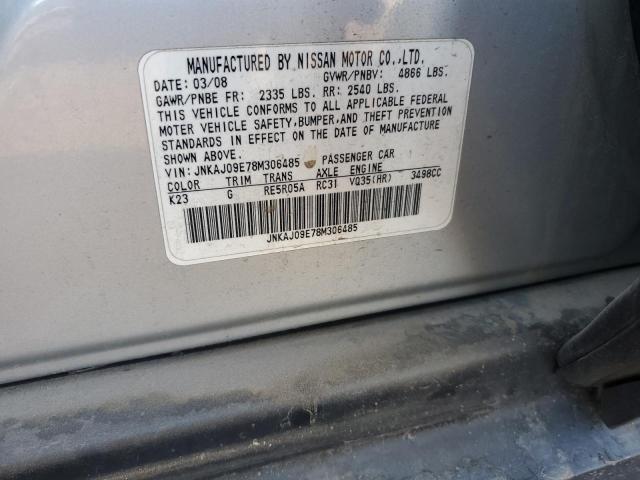 MANUFACTURED BY NISSAN MOTOR CO.,LTD.
DATE: 03/08 GVWR/PNBV: 4866 LBS.
GAWR/PNBE FR: 2335 LBS. RR: 2540 LBS.
THIS VEHICLE CONFORMS TO ALL APPLICABLE FEDERAL
MOTOR VEHICLE SAFETY,BUMPER,AND THEFT PREVENTION
STANDARDS IN EFFECT ON THE DATE OF MANUFACTURE
SHOWN ABOVE.
VIN: JNKAJ09E78M306485 PASSENGER CAR
COLOR TRIM TRANS AXLE ENGINE
K23 G RE5R05A RC31 VQ35(HR) 3498CC
JNKAJ09E78M306485